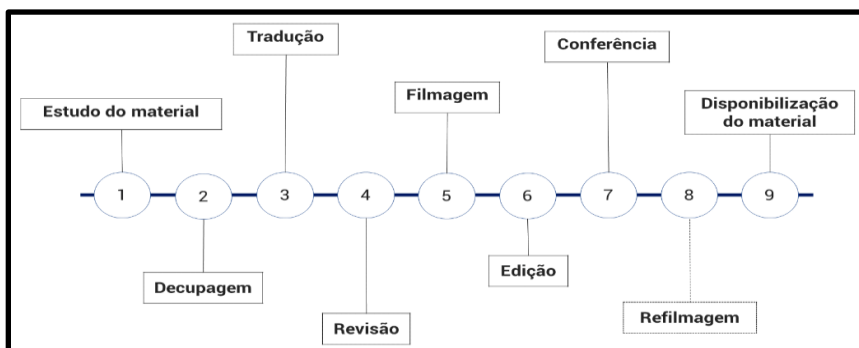 Tradução
Conferência
Filmagem
Estudo do material
Disponibilização
do material
1
2
3
4
5
6
7
8
9
Decupagem
Edição
Revisão
Refilmagem